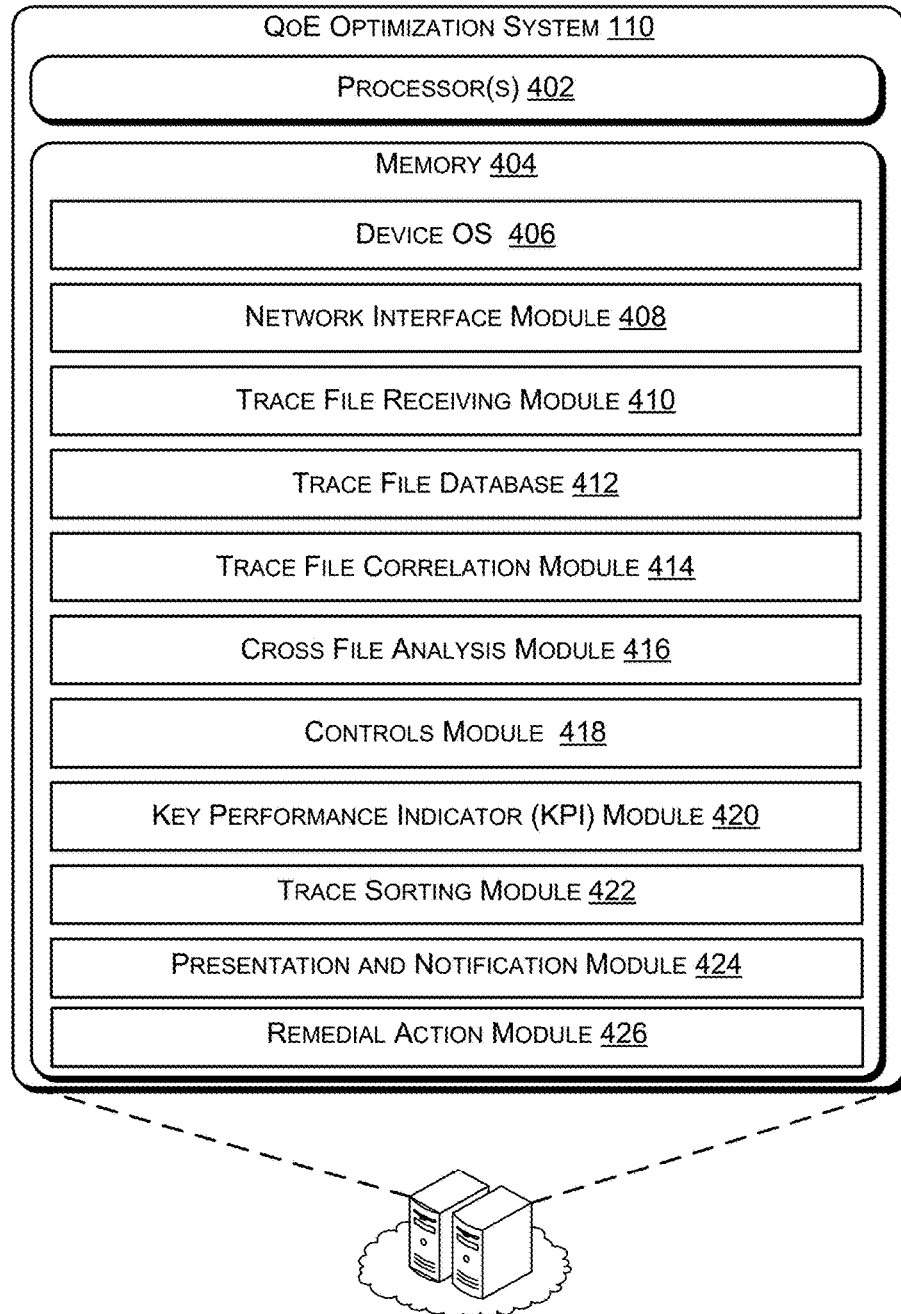 QoE Optimization System 110
Processor(s) 402
Memory 404
Device OS 406
Network Interface Module 408
Trace File Receiving Module 410
Trace File Database 412
Trace File Correlation Module 414
Cross File Analysis Module 416
Controls Module 418
Key Performance Indicator (KPI) Module 420
Trace Sorting Module 422
Presentation and Notification Module 424
Remedial Action Module 426